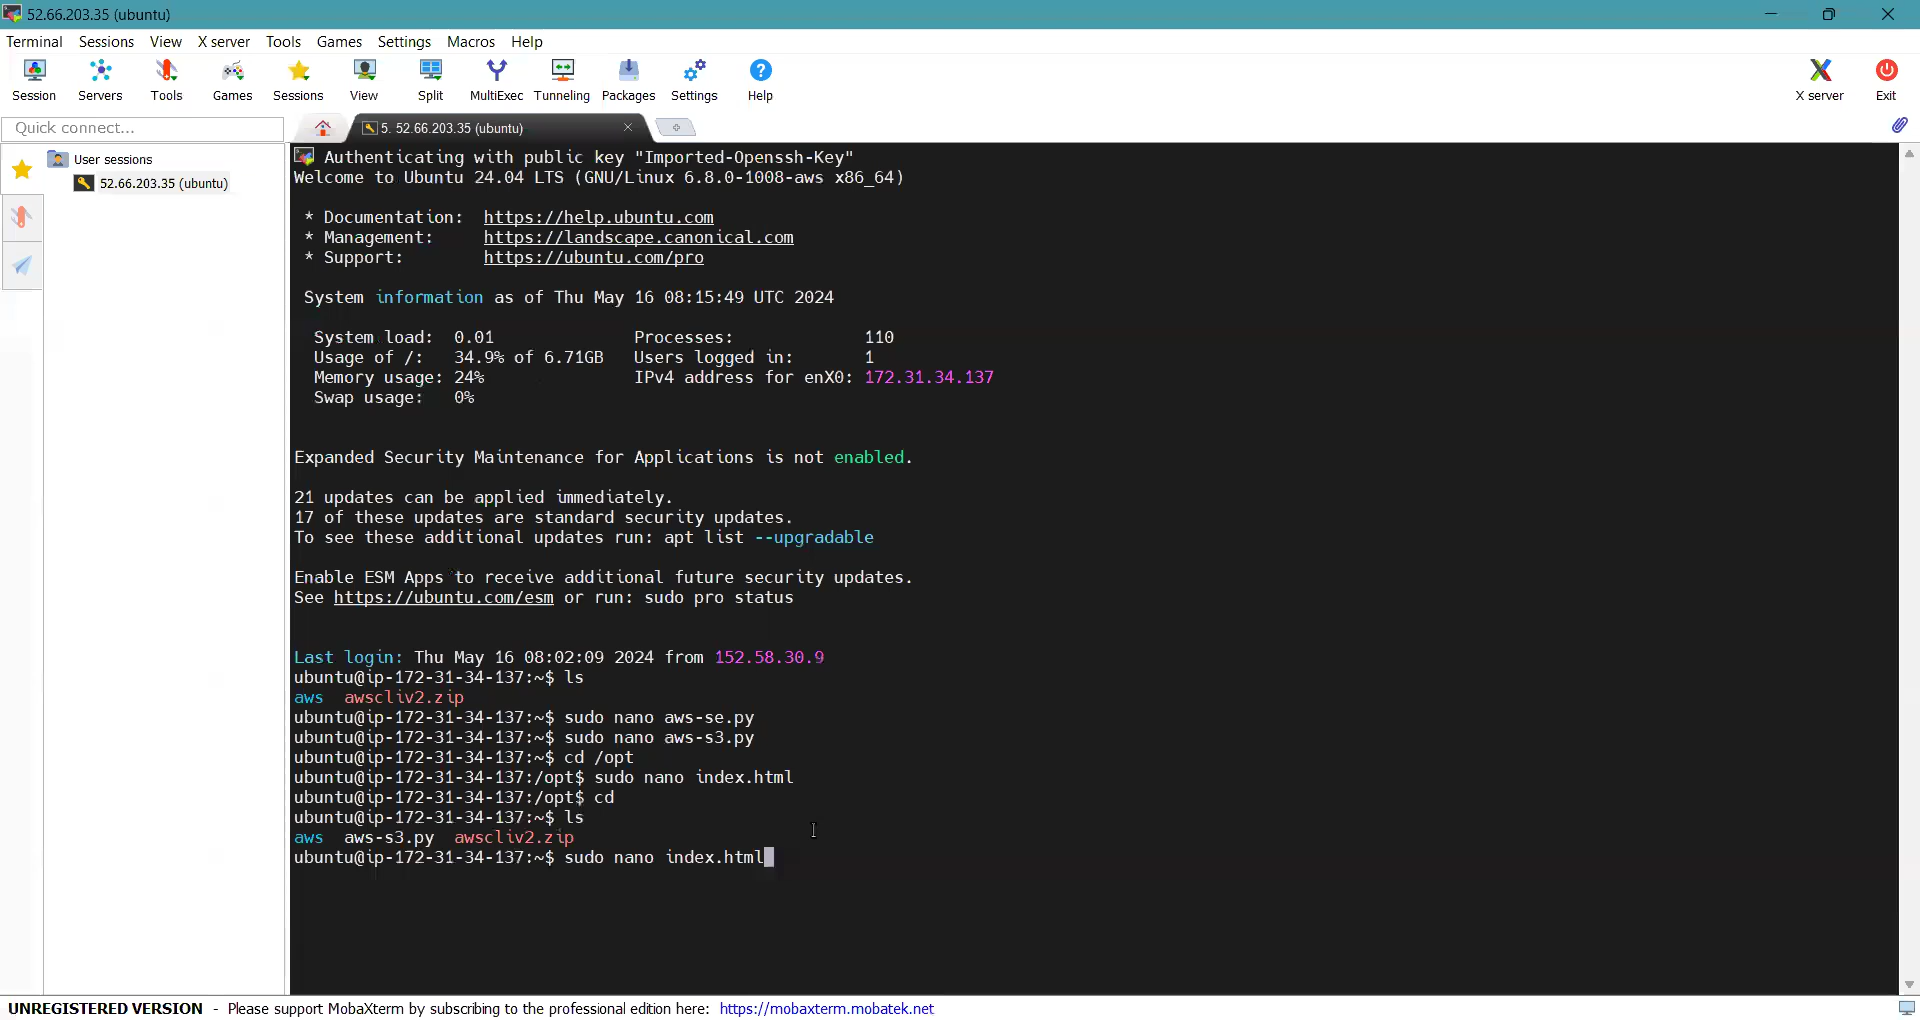 52.66.203.35 (ubuntu)
Terminal Sessions View X server Tools Games Settings Macros Help
Session Servers Tools Games Sessions View Split MultiExec Tunneling Packages Settings Help X server Exit
Quick connect... 5. 52.66.203.35 (ubuntu)
User sessions
52.66.203.35 (ubuntu)
Authenticating with public key "Imported-Openssh-Key"
Welcome to Ubuntu 24.04 LTS (GNU/Linux 6.8.0-1008-aws x86_64)
* Documentation: https://help.ubuntu.com
* Management: https://landscape.canonical.com
* Support: https://ubuntu.com/pro
System information as of Thu May 16 08:15:49 UTC 2024
System load: 0.01 Processes: 110
Usage of /: 34.9% of 6.71GB Users logged in: 1
Memory usage: 24% IPv4 address for enX0: 172.31.34.137
Swap usage: 0%
Expanded Security Maintenance for Applications is not enabled.
21 updates can be applied immediately.
17 of these updates are standard security updates.
To see these additional updates run: apt list --upgradable
Enable ESM Apps to receive additional future security updates.
See https://ubuntu.com/esm or run: sudo pro status
Last login: Thu May 16 08:02:09 2024 from 152.58.30.9
ubuntu@ip-172-31-34-137:~$ ls
aws awscliv2.zip
ubuntu@ip-172-31-34-137:~$ sudo nano aws-se.py
ubuntu@ip-172-31-34-137:~$ sudo nano aws-s3.py
ubuntu@ip-172-31-34-137:~$ cd /opt
ubuntu@ip-172-31-34-137:/opt$ sudo nano index.html
ubuntu@ip-172-31-34-137:/opt$ cd
ubuntu@ip-172-31-34-137:~$ ls
aws aws-s3.py awscliv2.zip
ubuntu@ip-172-31-34-137:~$ sudo nano index.html
UNREGISTERED VERSION - Please support MobaXterm by subscribing to the professional edition here: https://mobaxterm.mobatek.net